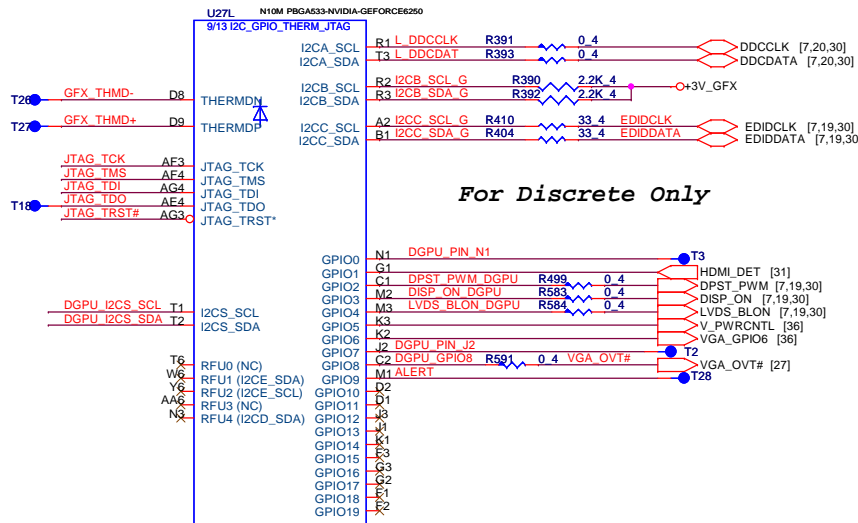 U27L N10M PBGA533-NVIDIA-GEFORCE6250
9/13 I2C_GPIO_THERM_JTAG
I2CA_SCL R1 L_DDCCLK R391 0_4 DDCCLK [7,20,30]
I2CA_SDA T3 L_DDCDAT R393 0_4 DDCDATA [7,20,30]
I2CB_SCL R2 I2CB_SCL_G R390 2.2K_4 +3V_GFX
I2CB_SDA R3 I2CB_SDA_G R392 2.2K_4
T26 GFX_THMD- D8 THERMDN
T27 GFX_THMD+ D9 THERMDP
I2CC_SCL A2 I2CC_SCL_G R410 33_4 EDIDCLK EDIDCLK [7,19,30
I2CC_SDA B1 I2CC_SDA_G R404 33_4 EDIDDATA EDIDDATA [7,19,30
JTAG_TCK AF3 JTAG_TCK
JTAG_TMS AF4 JTAG_TMS
JTAG_TDI AG4 JTAG_TDI
T18 JTAG_TDO AE4 JTAG_TDO
JTAG_TRST# AG3 JTAG_TRST*
For Discrete Only
GPIO0 N1 DGPU_PIN_N1 T3
GPIO1 G1 HDMI_DET [31]
GPIO2 C1 DPST_PWM_DGPU R499 0_4 DPST_PWM [7,19,30]
GPIO3 M2 DISP_ON_DGPU R583 0_4 DISP_ON [7,19,30]
GPIO4 M3 LVDS_BLON_DGPU R584 0_4 LVDS_BLON [7,19,30]
GPIO5 K3 V_PWRCNTL [36]
GPIO6 K2 VGA_GPIO6 [36]
GPIO7 J2 DGPU_PIN_J2 T2
GPIO8 C2 DGPU_GPIO8 R591 0_4 VGA_OVT# VGA_OVT# [27]
GPIO9 M1 ALERT T28
DGPU_I2CS_SCL T1 I2CS_SCL
DGPU_I2CS_SDA T2 I2CS_SDA
T6 RFU0 (NC)
W6 RFU1 (I2CE_SDA)
Y6 RFU2 (I2CE_SCL)
AA6 RFU3 (NC)
N3 RFU4 (I2CD_SDA)
GPIO10 D2
GPIO11 D1
GPIO12 J3
GPIO13 J1
GPIO14 K1
GPIO15 F3
GPIO16 G3
GPIO17 G2
GPIO18 F1
GPIO19 F2